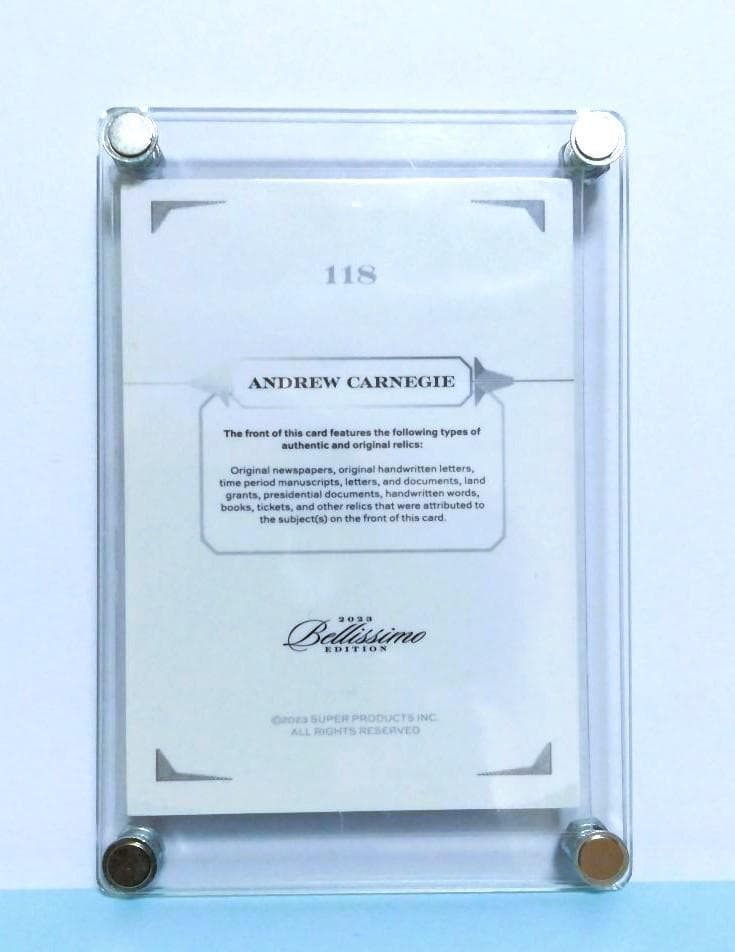 118
ANDREW CARNEGIE
The front of this card features the following types of
authentic and original relics:
Original newspapers, original handwritten letters,
time period manuscripts, letters, and documents, land
grants, presidential documents, handwritten words,
books, tickets, and other relics that were attributed to
the subject(s) on the front of this card.
2023
Bellissimo
EDITION
©2023 SUPER PRODUCTS INC.
ALL RIGHTS RESERVED